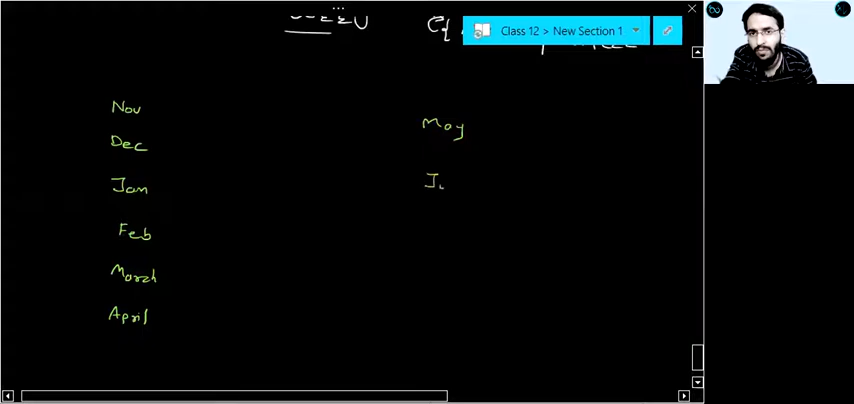 Class 12 > New Section 1
Nov
Dec
Jan
Feb
March
April
May